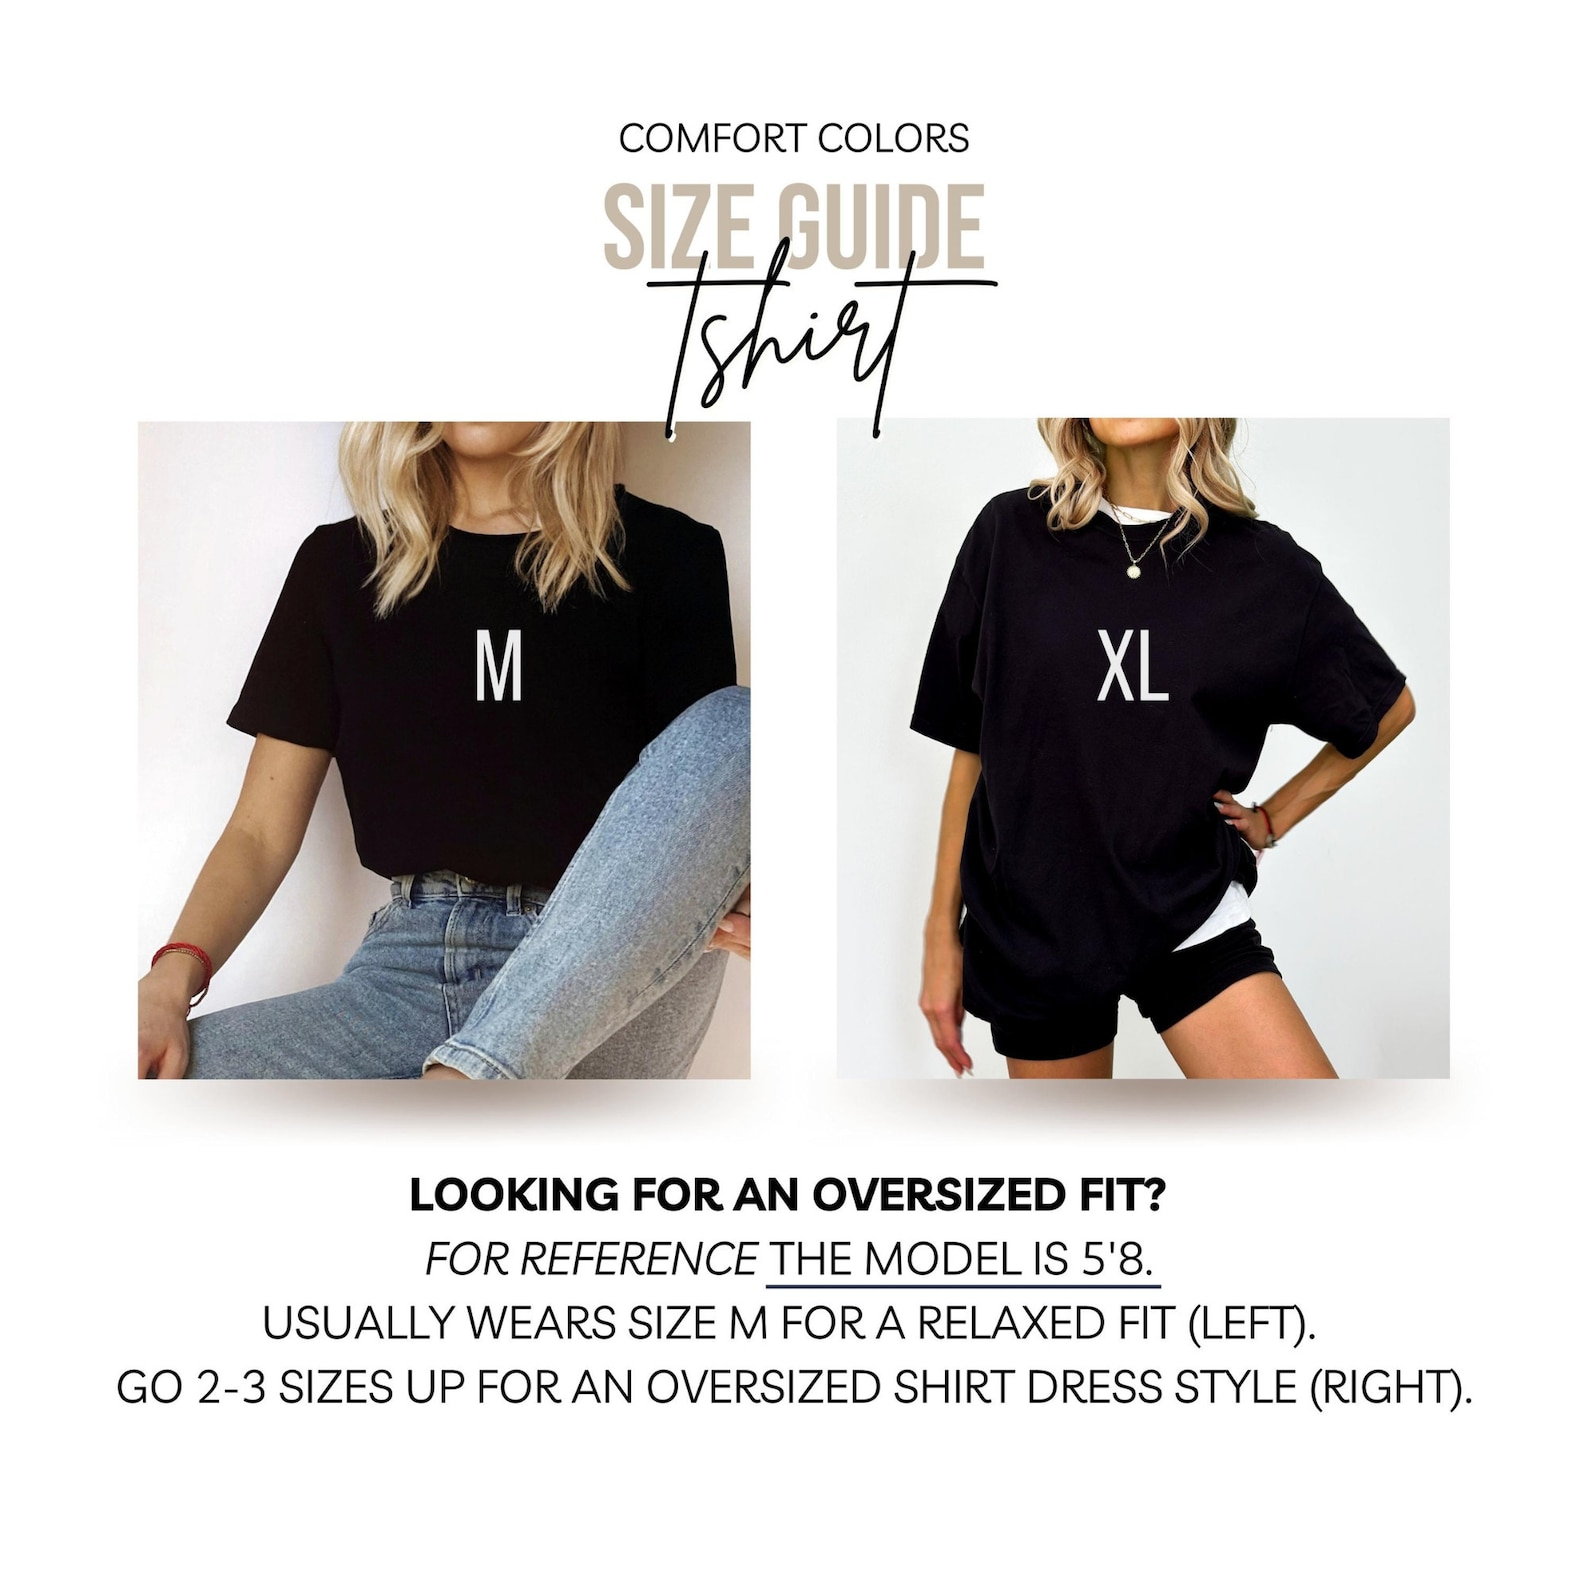 COMFORT COLORS
SIZE GUIDE
tshirt
M
XL
LOOKING FOR AN OVERSIZED FIT?
FOR REFERENCE THE MODEL IS 5'8.
USUALLY WEARS SIZE M FOR A RELAXED FIT (LEFT).
GO 2-3 SIZES UP FOR AN OVERSIZED SHIRT DRESS STYLE (RIGHT).